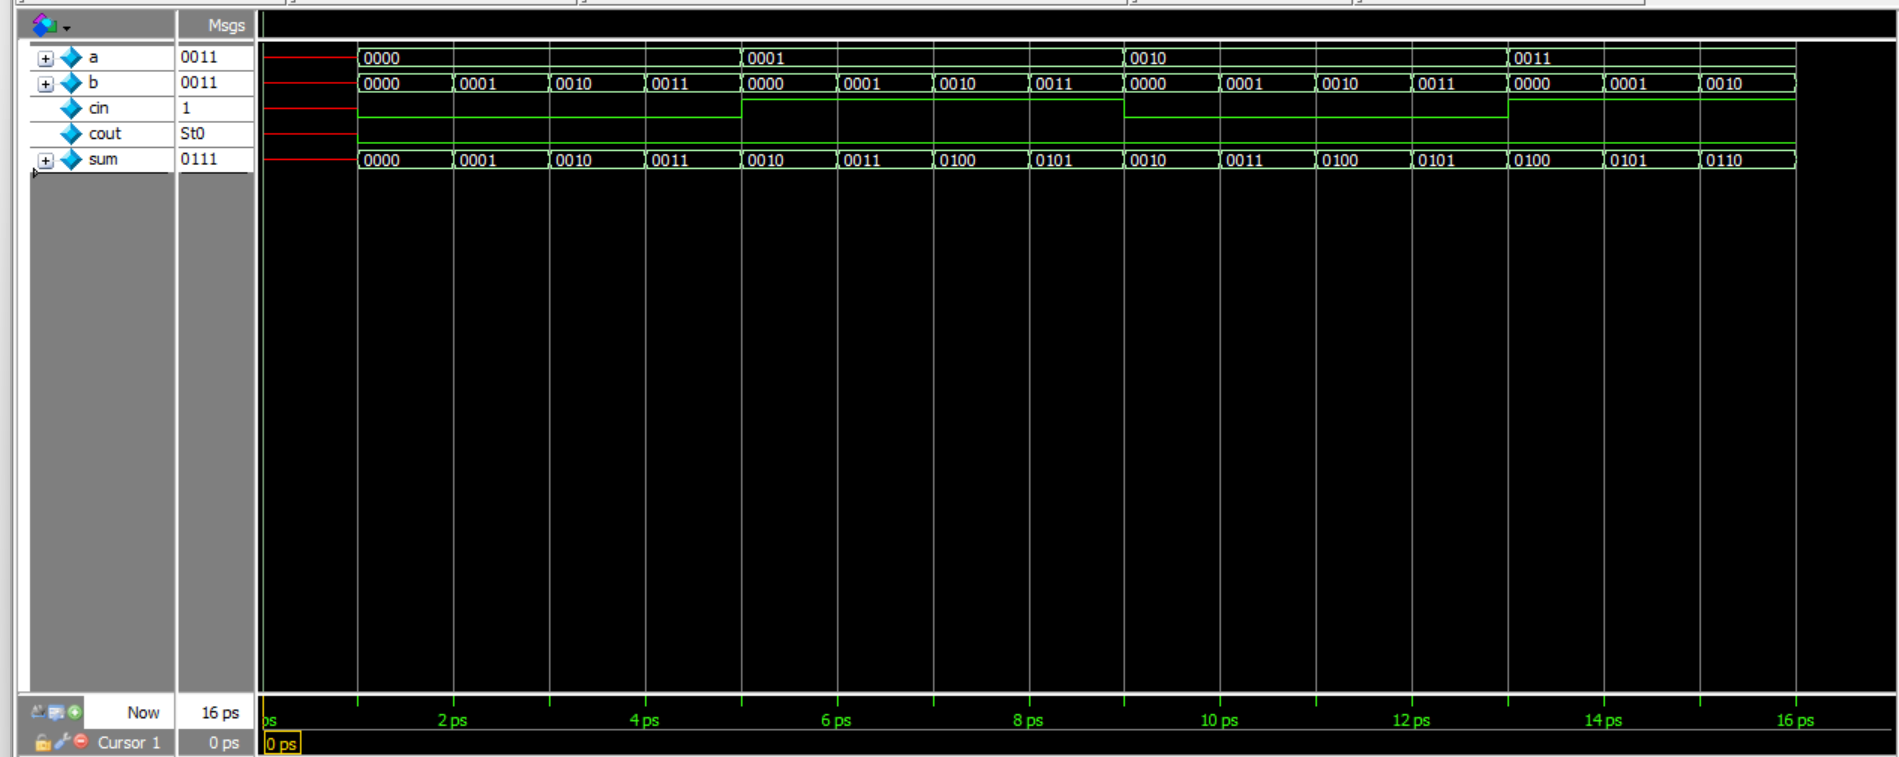 Msgs
a 0011 0000 0001 0010 0011
b 0011 0000 0001 0010 0011 0000 0001 0010 0011 0000 0001 0010 0011 0000 0001 0010
cin 1
cout St0
sum 0111 0000 0001 0010 0011 0010 0011 0100 0101 0010 0011 0100 0101 0100 0101 0110
Now 16 ps ps 2 ps 4 ps 6 ps 8 ps 10 ps 12 ps 14 ps 16 ps
Cursor 1 0 ps 0 ps